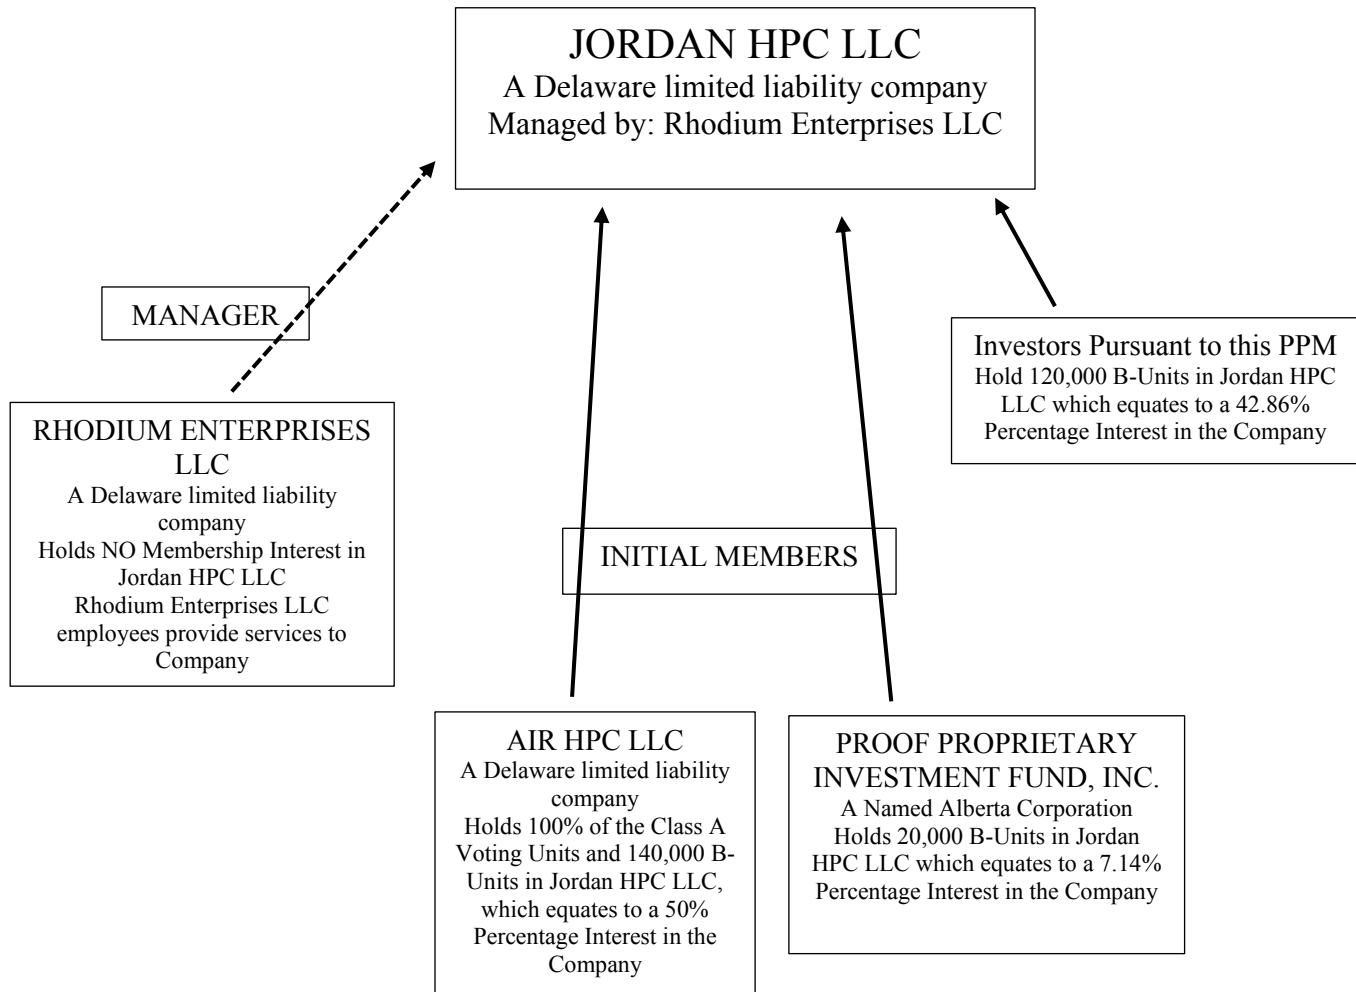 JORDAN HPC LLC
A Delaware limited liability company
Managed by: Rhodium Enterprises LLC
MANAGER
Investors Pursuant to this PPM
Hold 120,000 B-Units in Jordan HPC
LLC which equates to a 42.86%
Percentage Interest in the Company
RHODIUM ENTERPRISES
LLC
A Delaware limited liability
company
Holds NO Membership Interest in
Jordan HPC LLC
Rhodium Enterprises LLC
employees provide services to
Company
INITIAL MEMBERS
AIR HPC LLC
A Delaware limited liability
company
Holds 100% of the Class A
Voting Units and 140,000 B-
Units in Jordan HPC LLC,
which equates to a 50%
Percentage Interest in the
Company
PROOF PROPRIETARY
INVESTMENT FUND, INC.
A Named Alberta Corporation
Holds 20,000 B-Units in Jordan
HPC LLC which equates to a 7.14%
Percentage Interest in the Company